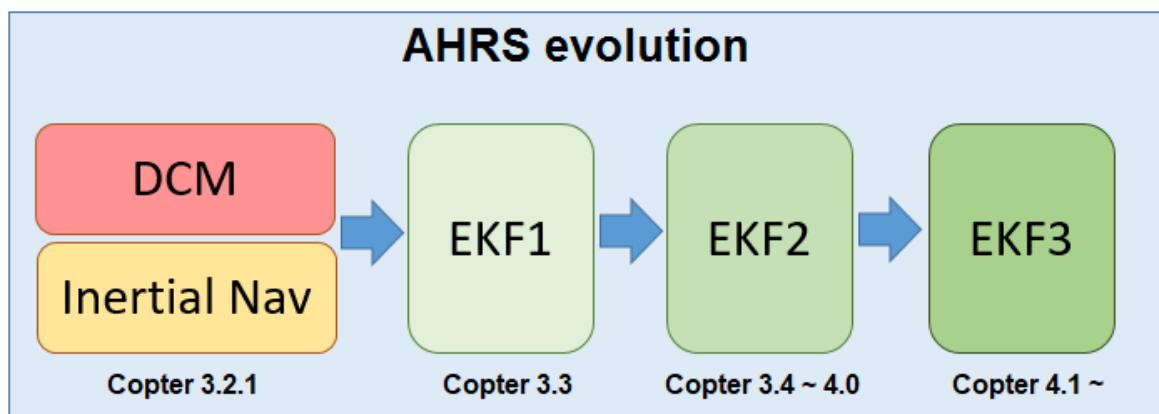 AHRS evolution
DCM
Inertial Nav
EKF1
EKF2
EKF3
Copter 3.2.1
Copter 3.3
Copter 3.4 ~ 4.0
Copter 4.1 ~